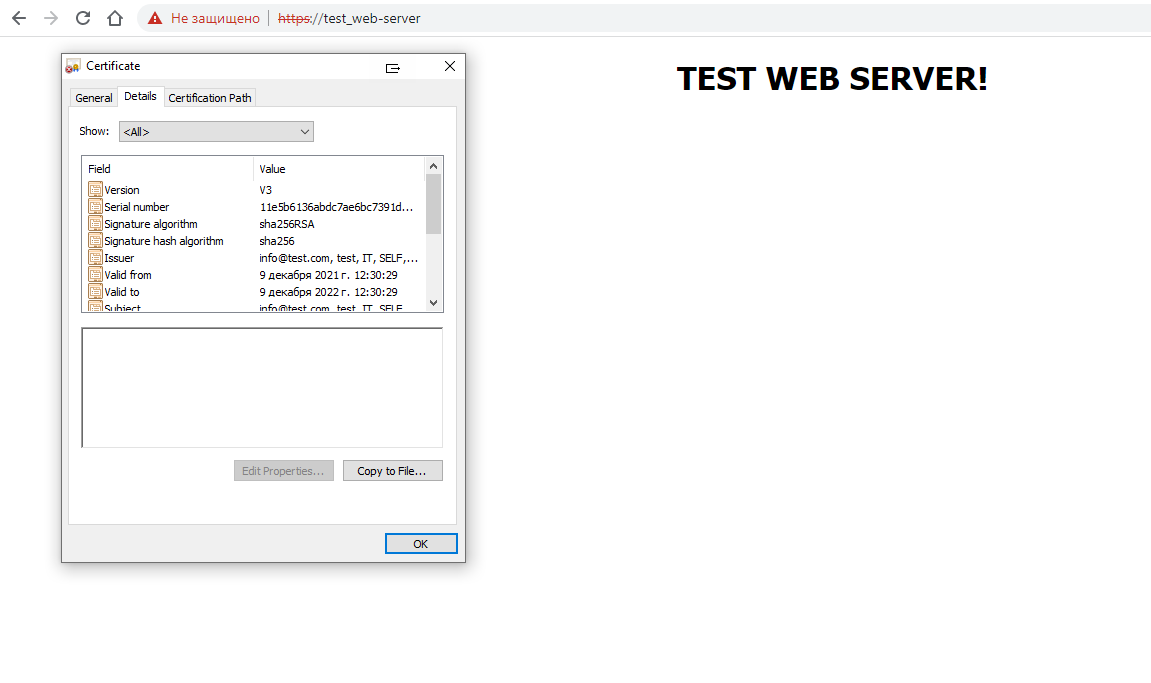 Не защищено | https://test_web-server
Certificate
TEST WEB SERVER!
General Details Certification Path
Show: <All>
Field Value
Version V3
Serial number 11e5b6136abdc7ae6bc7391d...
Signature algorithm sha256RSA
Signature hash algorithm sha256
Issuer info@test.com, test, IT, SELF,...
Valid from 9 декабря 2021 г. 12:30:29
Valid to 9 декабря 2022 г. 12:30:29
Subject info@test.com, test, IT, SELF
Edit Properties... Copy to File...
OK